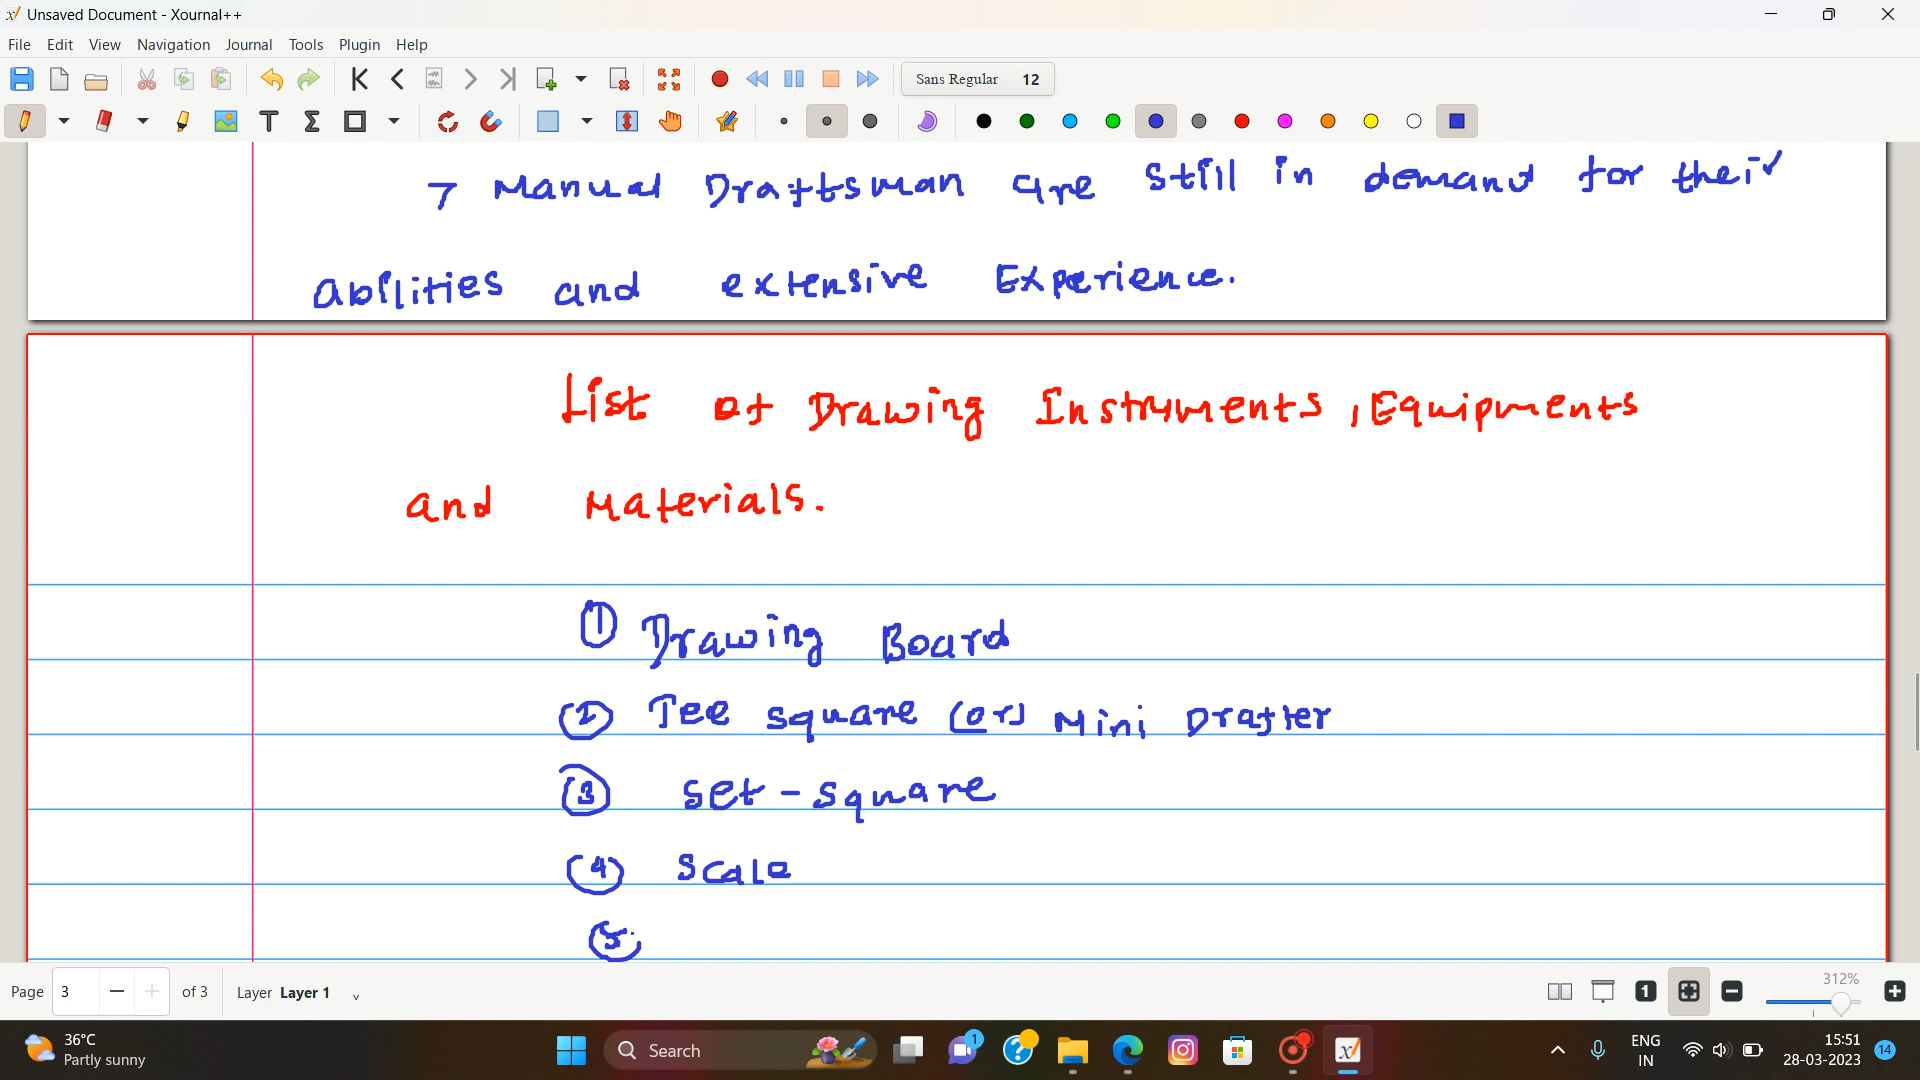 Unsaved Document - Xournal++
File Edit View Navigation Journal Tools Plugin Help
Sans Regular 12
7 Manual Draftsman are still in demand for their
abilities and extensive Experience.
List of Drawing Instruments, Equipments
and Materials.
① Drawing Board
② Tee square (or) Mini Drafter
③ set-square
④ Scale
⑤
312%
Page 3 of 3 Layer Layer 1
36°C
Partly sunny
Search
1
ENG
IN
15:51
28-03-2023
14